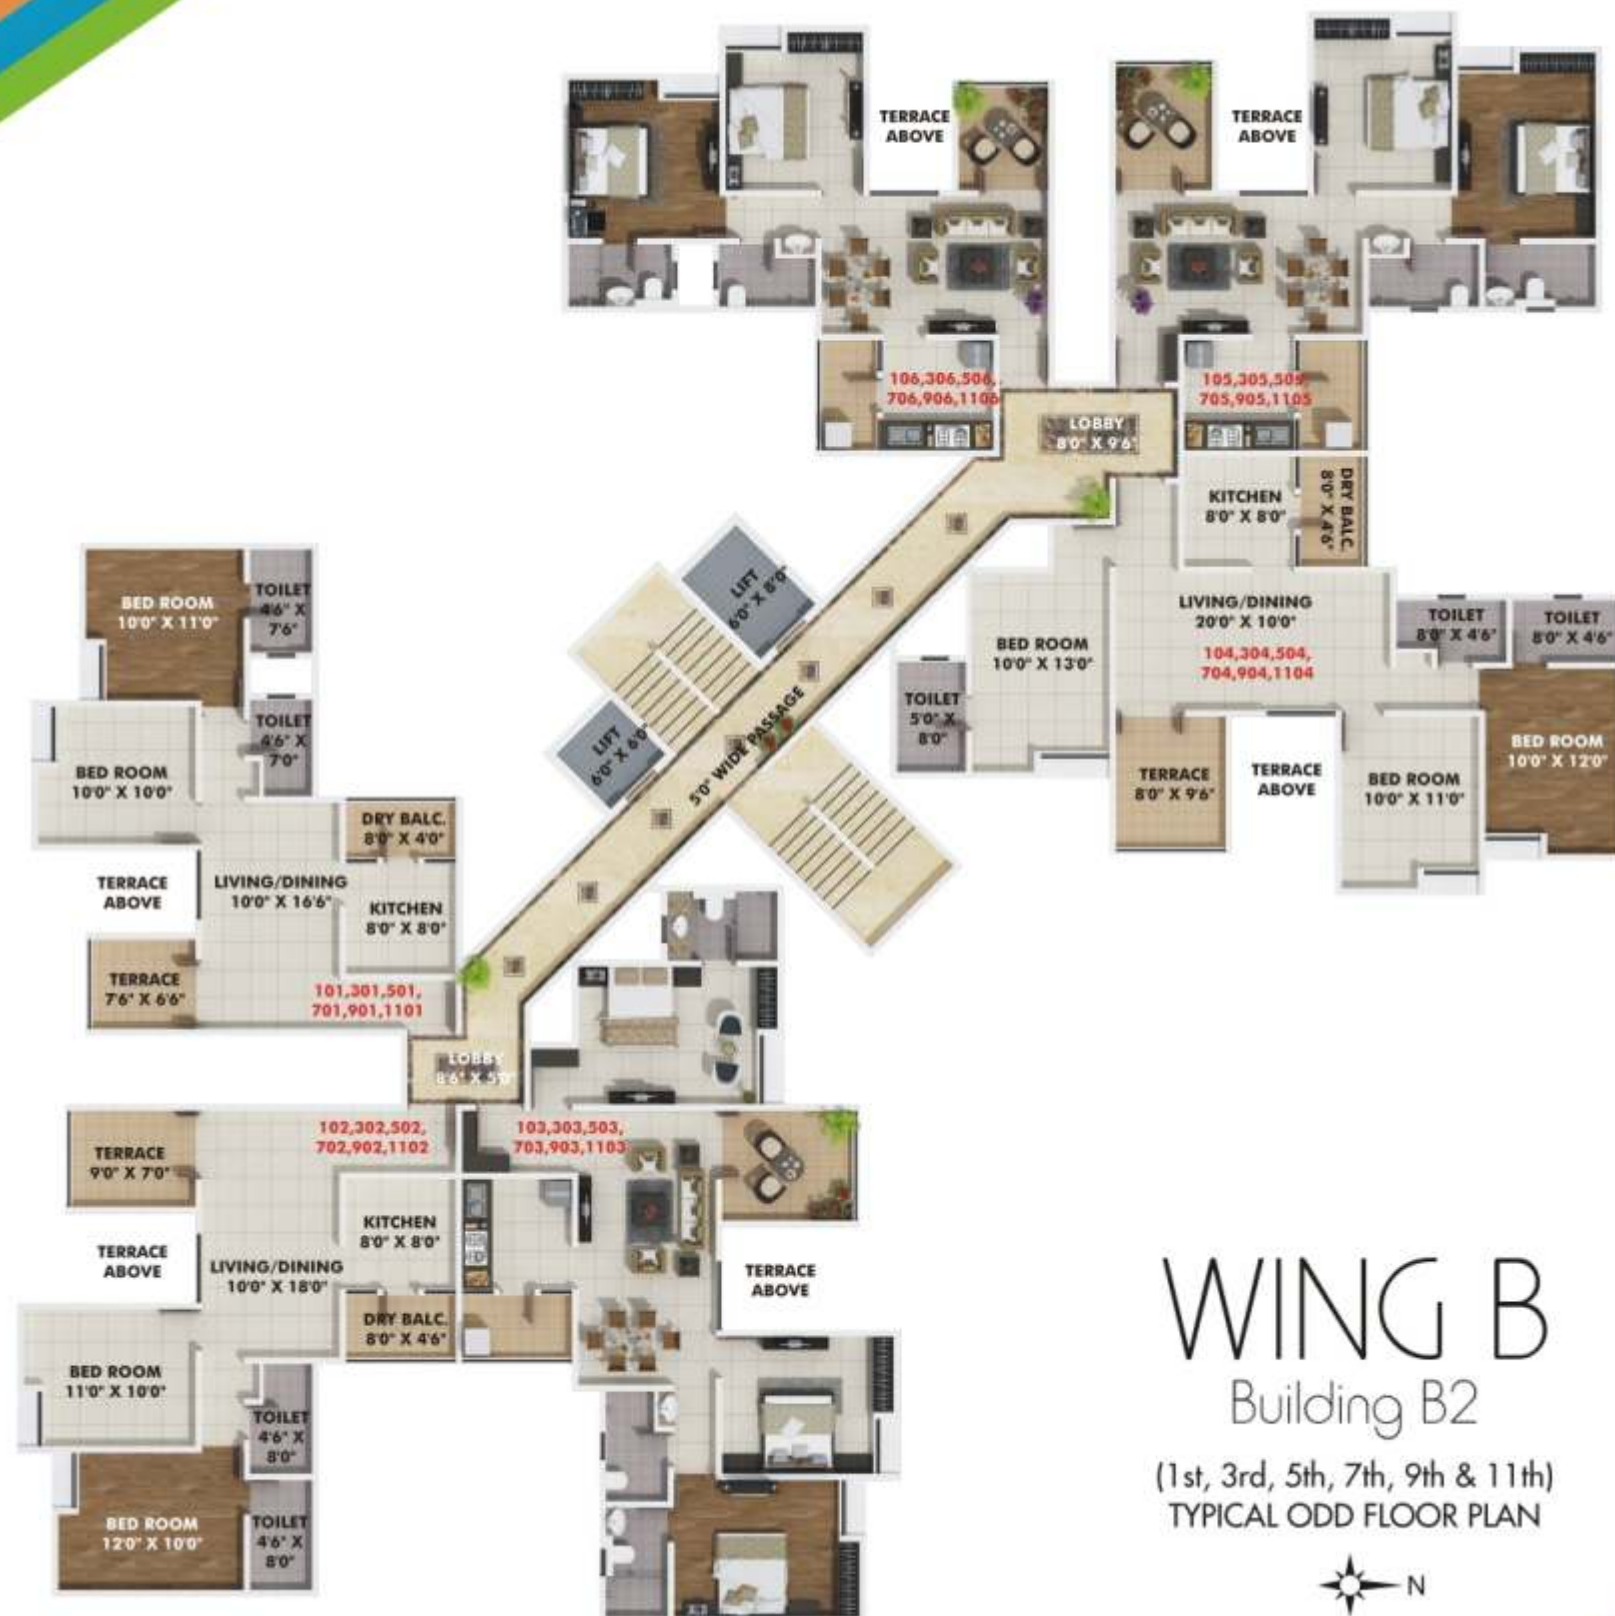 TERRACE
ABOVE
TERRACE
ABOVE
106,306,506,
706,906,1106
105,305,505,
705,905,1105
LOBBY
8'0" X 9'6"
KITCHEN
8'0" X 8'0"
DRY BALC.
8'0" X 4'6"
LIFT
6'0" X 8'0"
LIFT
6'0" X 6'0"
5'0" WIDE PASSAGE
LIVING/DINING
20'0" X 10'0"
104,304,504,
704,904,1104
BED ROOM
10'0" X 13'0"
TOILET
5'0" X
8'0"
TOILET
8'0" X 4'6"
TOILET
8'0" X 4'6"
TERRACE
8'0" X 9'6"
TERRACE
ABOVE
BED ROOM
10'0" X 11'0"
BED ROOM
10'0" X 12'0"
BED ROOM
10'0" X 11'0"
TOILET
4'6" X
7'6"
TOILET
4'6" X
7'0"
BED ROOM
10'0" X 10'0"
DRY BALC.
8'0" X 4'0"
TERRACE
ABOVE
LIVING/DINING
10'0" X 16'6"
KITCHEN
8'0" X 8'0"
TERRACE
7'6" X 6'6"
101,301,501,
701,901,1101
LOBBY
8'6" X 5'0"
102,302,502,
702,902,1102
103,303,503,
703,903,1103
TERRACE
9'0" X 7'0"
TERRACE
ABOVE
KITCHEN
8'0" X 8'0"
LIVING/DINING
10'0" X 18'0"
DRY BALC.
8'0" X 4'6"
TERRACE
ABOVE
BED ROOM
11'0" X 10'0"
TOILET
4'6" X
8'0"
BED ROOM
12'0" X 10'0"
TOILET
4'6" X
8'0"
WING B
Building B2
(1st, 3rd, 5th, 7th, 9th & 11th)
TYPICAL ODD FLOOR PLAN
N